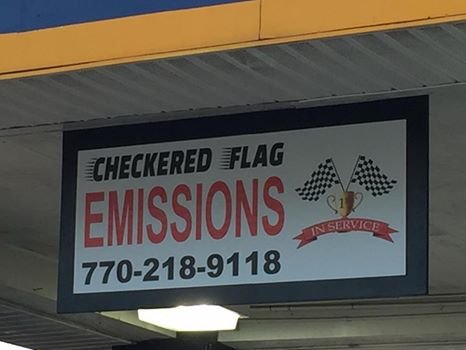 CHECKERED FLAG
EMISSIONS
770-218-9118
1
IN SERVICE